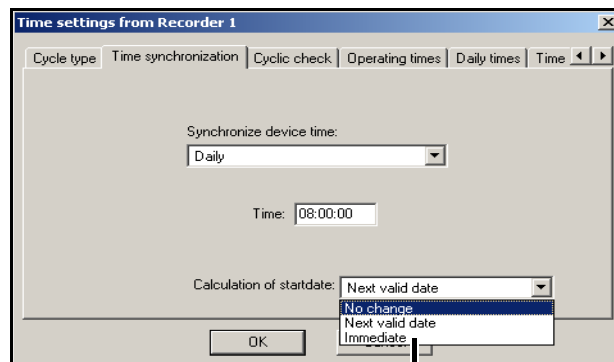 Time settings from Recorder 1
Cycle type Time synchronization Cyclic check Operating times Daily times Time
Synchronize device time:
Daily
Time: 08:00:00
Calculation of startdate: Next valid date
No change
Next valid date
Immediate
OK